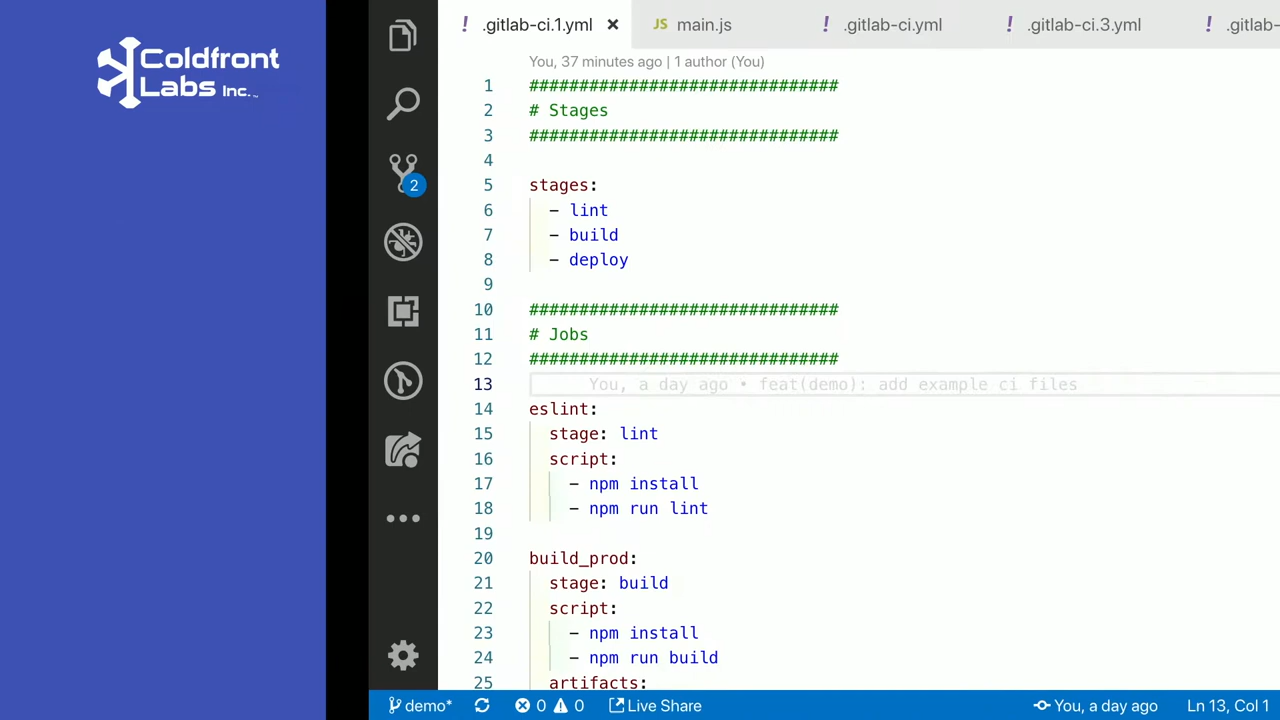 Coldfront
Labs Inc.™
.gitlab-ci.1.yml
main.js
.gitlab-ci.yml
.gitlab-ci.3.yml
.gitlab-
You, 37 minutes ago | 1 author (You)
1 ###############################
2 # Stages
3 ###############################
4
5 stages:
6 - lint
7 - build
8 - deploy
9
10 ###############################
11 # Jobs
12 ###############################
13 You, a day ago • feat(demo): add example ci files
14 eslint:
15 stage: lint
16 script:
17 - npm install
18 - npm run lint
19
20 build_prod:
21 stage: build
22 script:
23 - npm install
24 - npm run build
25 artifacts:
2
demo* 0 0 Live Share You, a day ago Ln 13, Col 1